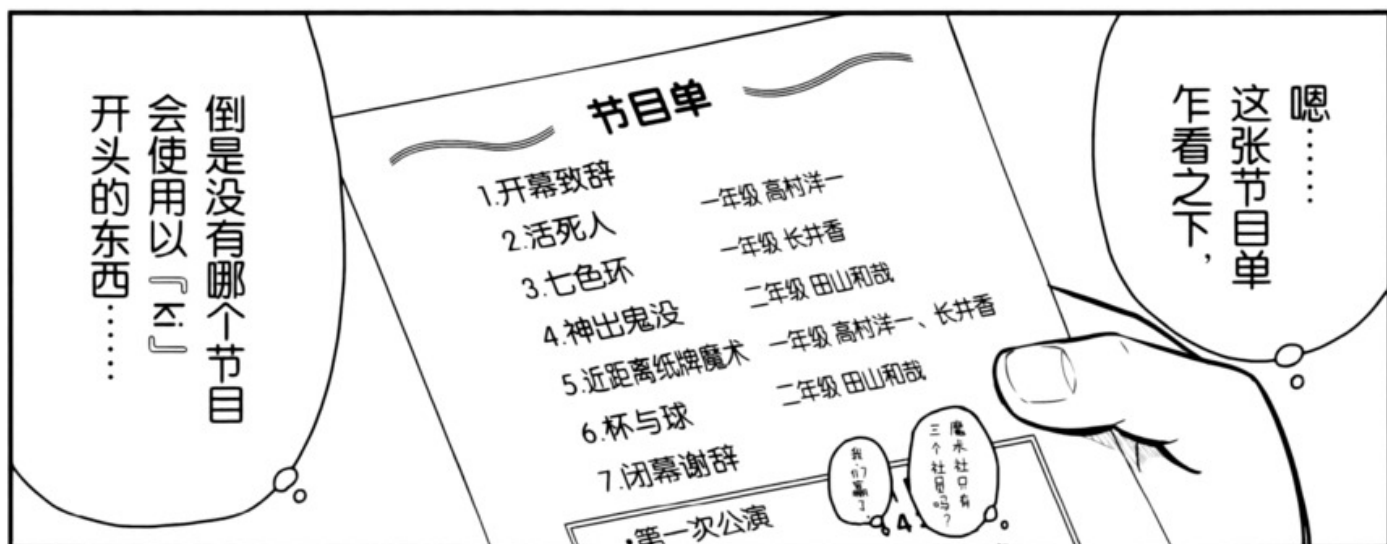 嗯……
这张节目单
乍看之下，
节目单
1.开幕致辞
2.活死人 一年级 高村洋一
3.七色环 一年级 长井香
4.神出鬼没 二年级 田山和哉
5.近距离纸牌魔术 一年级 高村洋一、长井香
6.杯与球 二年级 田山和哉
7.闭幕谢辞
魔术社只有
三个社员吗？
我们赢了
·第一次公演
4
倒是没有哪个节目
会使用以『ki』
开头的东西……